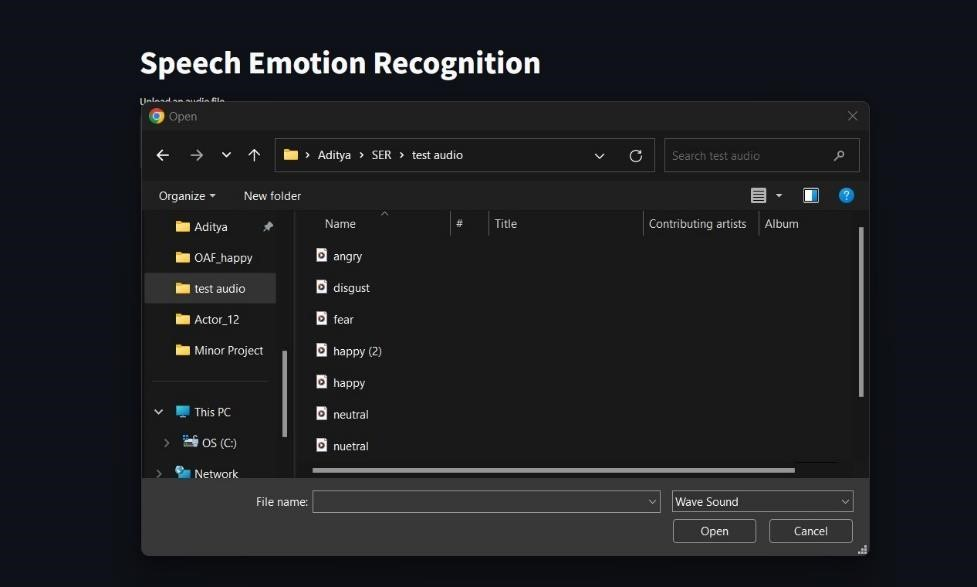 Speech Emotion Recognition
Upload an audio file
Open
Aditya › SER › test audio
Search test audio
Organize
New folder
?
Name
#
Title
Contributing artists
Album
Aditya
OAF_happy
test audio
Actor_12
Minor Project
This PC
OS (C:)
Network
angry
disgust
fear
happy (2)
happy
neutral
nuetral
File name:
Wave Sound
Open
Cancel